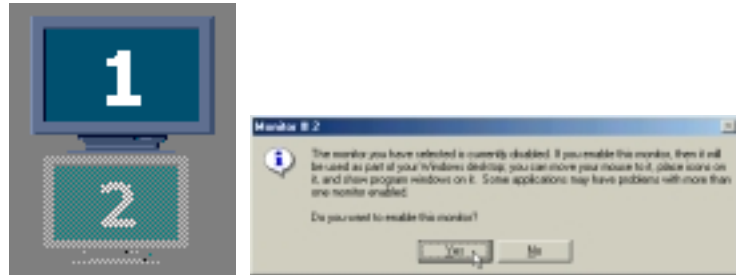 1
2
Monitor # 2
The monitor you have selected is currently disabled. If you enable this monitor, then it will
be used as part of your Windows desktop, you can move your mouse to it, place icons on
it, and show program windows on it. Some applications may have problems with more than
one monitor enabled.
Do you want to enable this monitor?
Yes
No